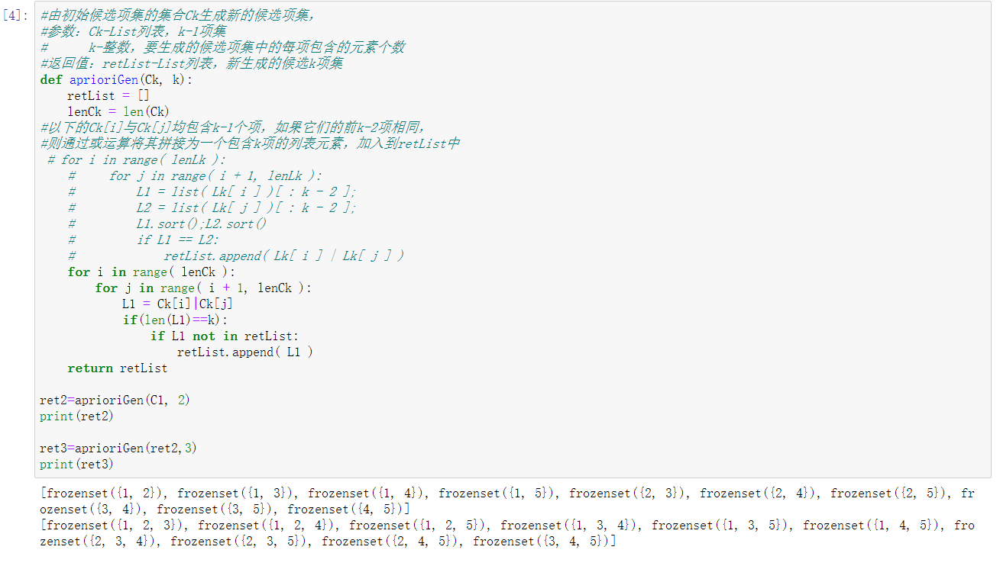 [4]: #由初始候选项集的集合Ck生成新的候选项集，
#参数：Ck-List列表，k-1项集
#      k-整数，要生成的候选项集中的每项包含的元素个数
#返回值：retList-List列表，新生成的候选k项集
def aprioriGen(Ck, k):
    retList = []
    lenCk = len(Ck)
#以下的Ck[i]与Ck[j]均包含k-1个项，如果它们的前k-2项相同，
#则通过或运算将其拼接为一个包含k项的列表元素，加入到retList中
 # for i in range( lenLk ):
    #     for j in range( i + 1, lenLk ):
    #         L1 = list( Lk[ i ] )[ : k - 2 ];
    #         L2 = list( Lk[ j ] )[ : k - 2 ];
    #         L1.sort();L2.sort()
    #         if L1 == L2:
    #             retList.append( Lk[ i ] | Lk[ j ] )
    for i in range( lenCk ):
        for j in range( i + 1, lenCk ):
            L1 = Ck[i]|Ck[j]
            if(len(L1)==k):
                if L1 not in retList:
                    retList.append( L1 )
    return retList
ret2=aprioriGen(C1, 2)
print(ret2)
ret3=aprioriGen(ret2,3)
print(ret3)
[frozenset({1, 2}), frozenset({1, 3}), frozenset({1, 4}), frozenset({1, 5}), frozenset({2, 3}), frozenset({2, 4}), frozenset({2, 5}), fr
ozenset({3, 4}), frozenset({3, 5}), frozenset({4, 5})]
[frozenset({1, 2, 3}), frozenset({1, 2, 4}), frozenset({1, 2, 5}), frozenset({1, 3, 4}), frozenset({1, 3, 5}), frozenset({1, 4, 5}), fro
zenset({2, 3, 4}), frozenset({2, 3, 5}), frozenset({2, 4, 5}), frozenset({3, 4, 5})]